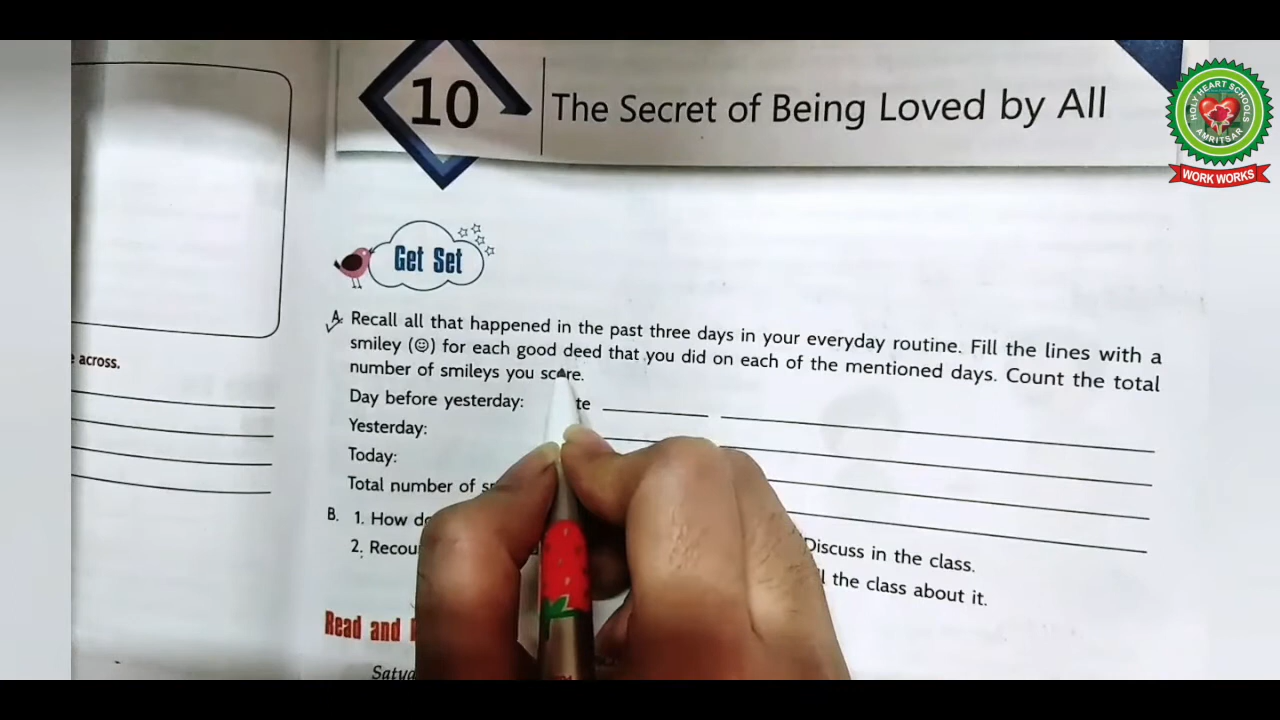 10
The Secret of Being Loved by All
HOLY HEART SCHOOLS
AMRITSAR
WORK WORKS
Get Set
A. Recall all that happened in the past three days in your everyday routine. Fill the lines with a
smiley (☺) for each good deed that you did on each of the mentioned days. Count the total
number of smileys you score.
across.
Day before yesterday:
Yesterday:
Today:
Total number of
B. 1. How Discuss in the class.
2. the class about it.
Read and